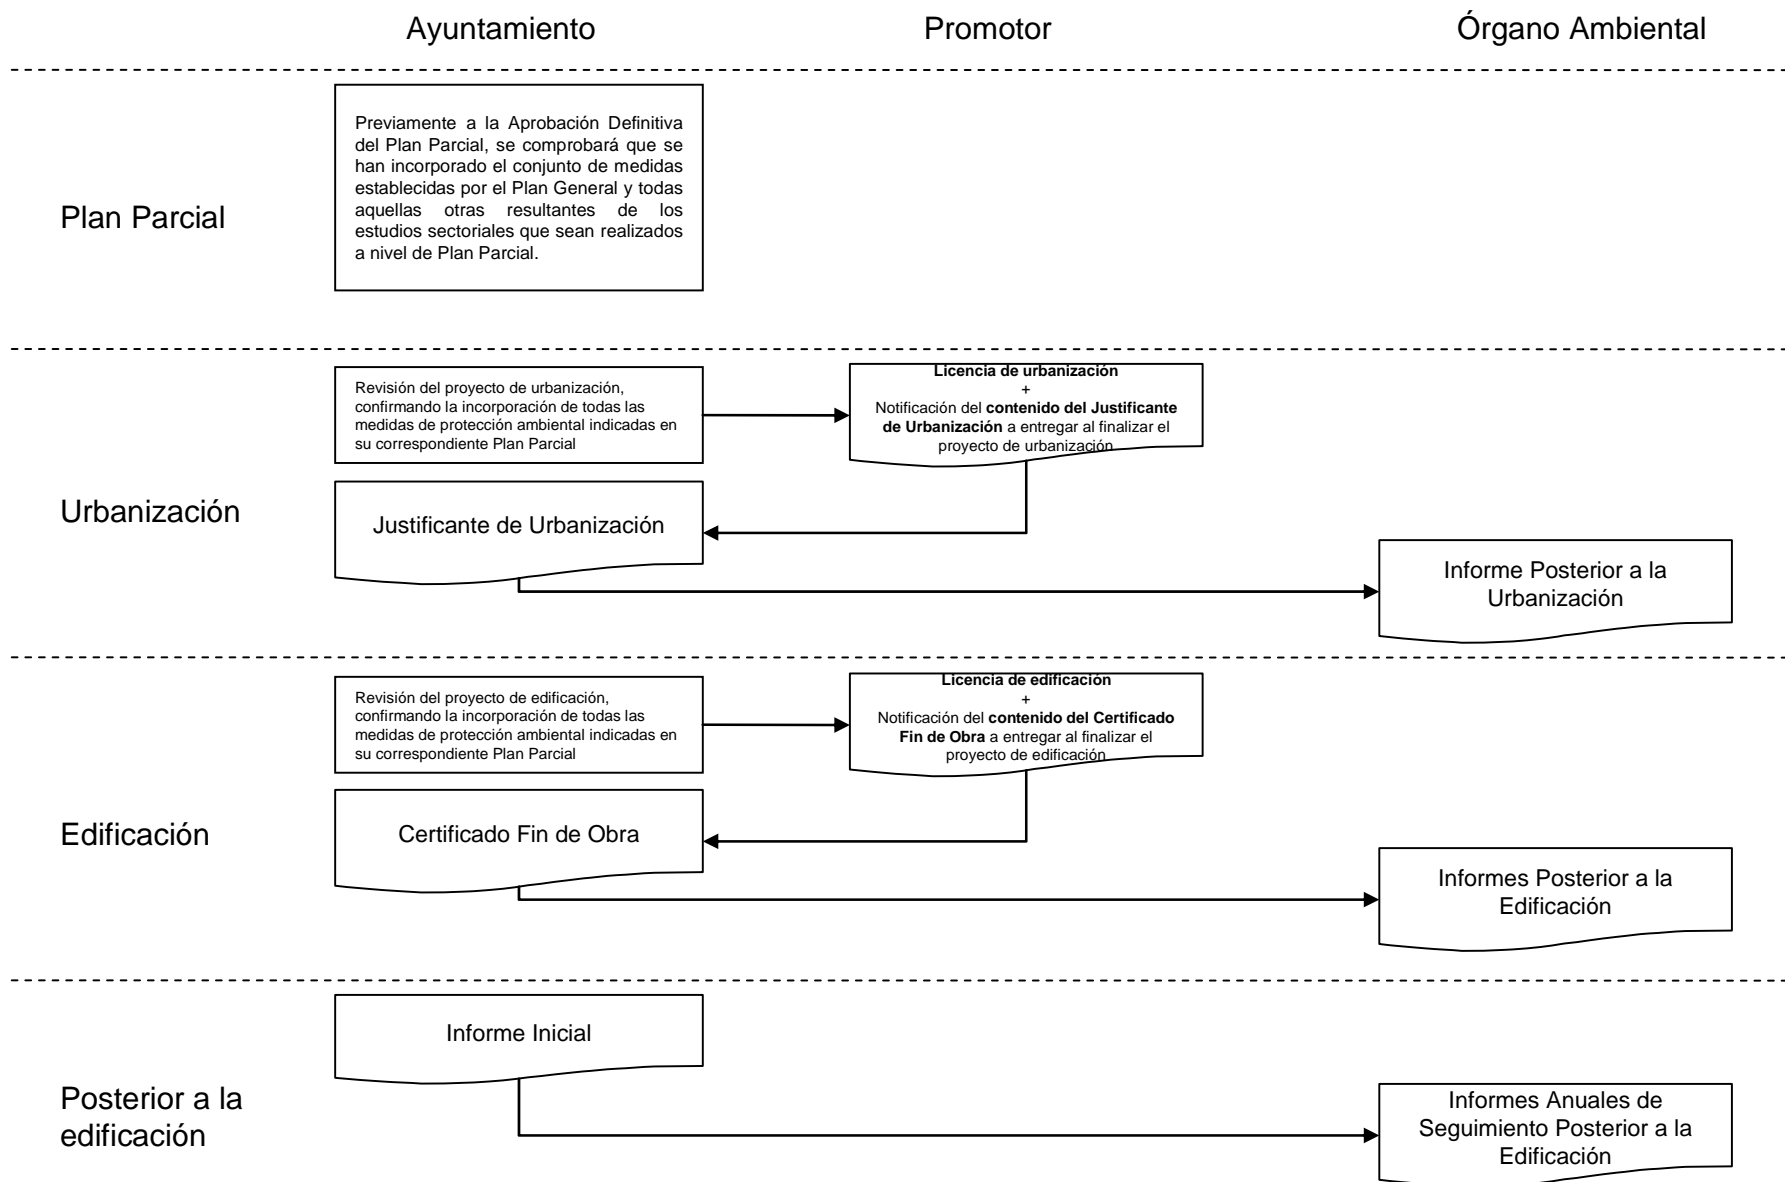 Ayuntamiento
Promotor
Órgano Ambiental
Plan Parcial
Previamente a la Aprobación Definitiva
del Plan Parcial, se comprobará que se
han incorporado el conjunto de medidas
establecidas por el Plan General y todas
aquellas otras resultantes de los
estudios sectoriales que sean realizados
a nivel de Plan Parcial.
Urbanización
Revisión del proyecto de urbanización,
confirmando la incorporación de todas las
medidas de protección ambiental indicadas en
su correspondiente Plan Parcial
Licencia de urbanización
+
Notificación del contenido del Justificante
de Urbanización a entregar al finalizar el
proyecto de urbanización
Justificante de Urbanización
Informe Posterior a la
Urbanización
Edificación
Revisión del proyecto de edificación,
confirmando la incorporación de todas las
medidas de protección ambiental indicadas en
su correspondiente Plan Parcial
Licencia de edificación
+
Notificación del contenido del Certificado
Fin de Obra a entregar al finalizar el
proyecto de edificación
Certificado Fin de Obra
Informes Posterior a la
Edificación
Posterior a la
edificación
Informe Inicial
Informes Anuales de
Seguimiento Posterior a la
Edificación